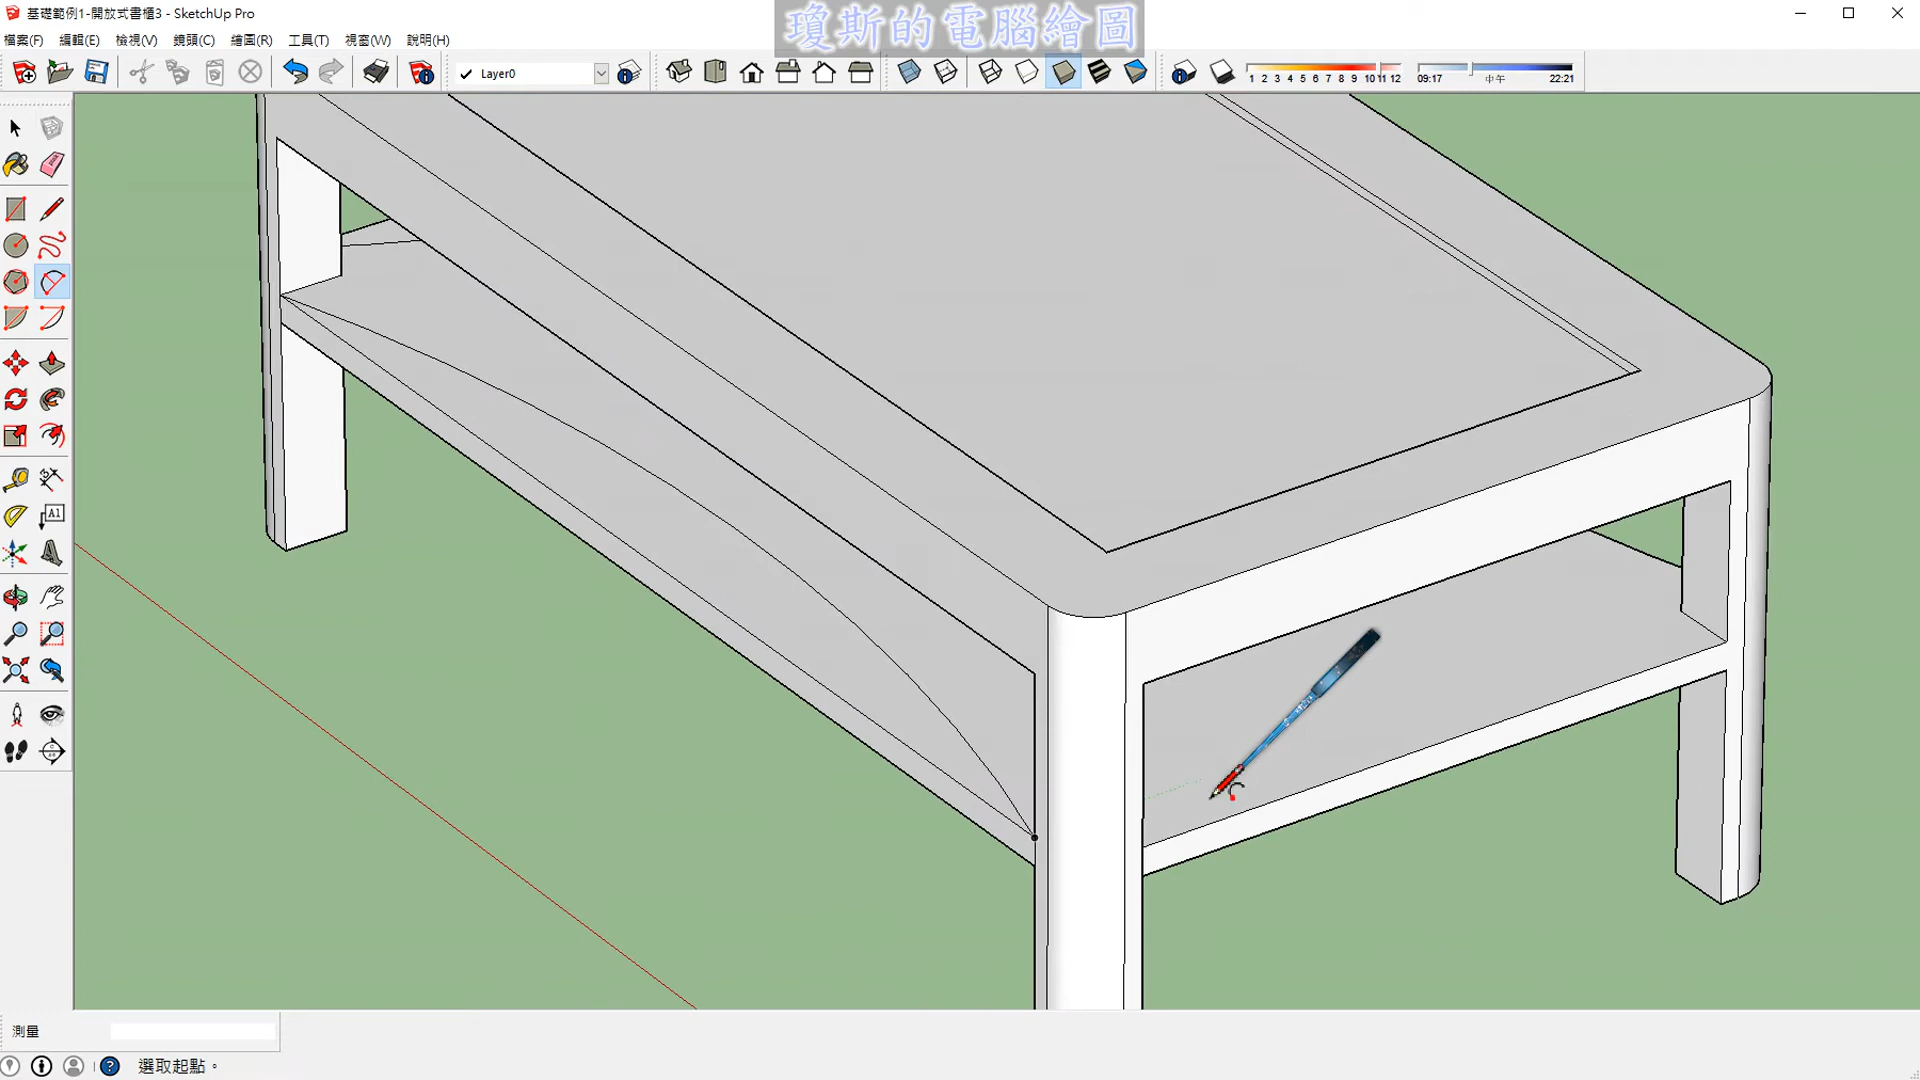 基礎範例1-開放式書櫃3 - SketchUp Pro
瓊斯的電腦繪圖
檔案(F) 編輯(E) 檢視(V) 鏡頭(C) 繪圖(R) 工具(T) 視窗(W) 說明(H)
Layer0
1 2 3 4 5 6 7 8 9 10 11 12
09:17 中午 22:21
A1
測量
選取起點。